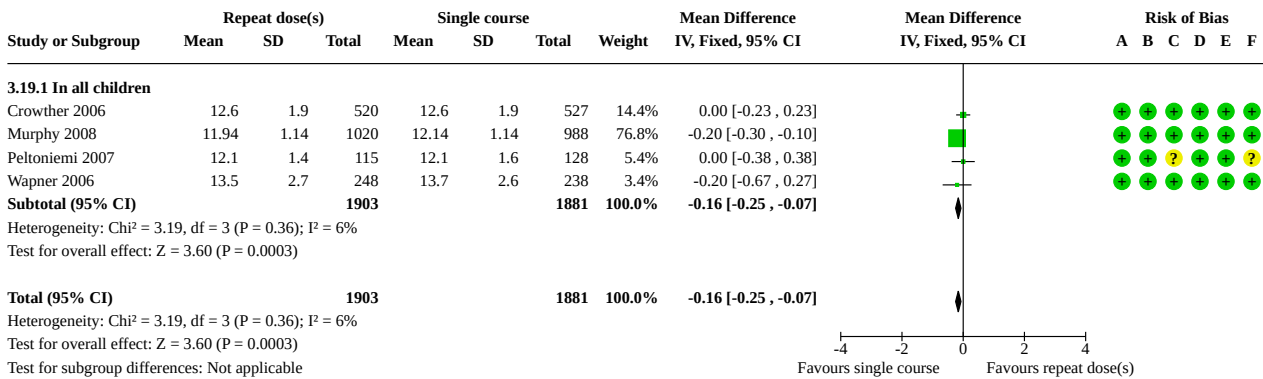 Repeat dose(s) Single course Mean Difference Mean Difference Risk of Bias
Study or Subgroup Mean SD Total Mean SD Total Weight IV, Fixed, 95% CI IV, Fixed, 95% CI A B C D E F
3.19.1 In all children
Crowther 2006 12.6 1.9 520 12.6 1.9 527 14.4% 0.00 [-0.23 , 0.23] + + + + + +
Murphy 2008 11.94 1.14 1020 12.14 1.14 988 76.8% -0.20 [-0.30 , -0.10] + + + + + +
Peltoniemi 2007 12.1 1.4 115 12.1 1.6 128 5.4% 0.00 [-0.38 , 0.38] + + ? + + ?
Wapner 2006 13.5 2.7 248 13.7 2.6 238 3.4% -0.20 [-0.67 , 0.27] + + + + + +
Subtotal (95% CI) 1903 1881 100.0% -0.16 [-0.25 , -0.07]
Heterogeneity: Chi² = 3.19, df = 3 (P = 0.36); I² = 6%
Test for overall effect: Z = 3.60 (P = 0.0003)
Total (95% CI) 1903 1881 100.0% -0.16 [-0.25 , -0.07]
Heterogeneity: Chi² = 3.19, df = 3 (P = 0.36); I² = 6%
Test for overall effect: Z = 3.60 (P = 0.0003) -4 -2 0 2 4
Test for subgroup differences: Not applicable Favours single course Favours repeat dose(s)